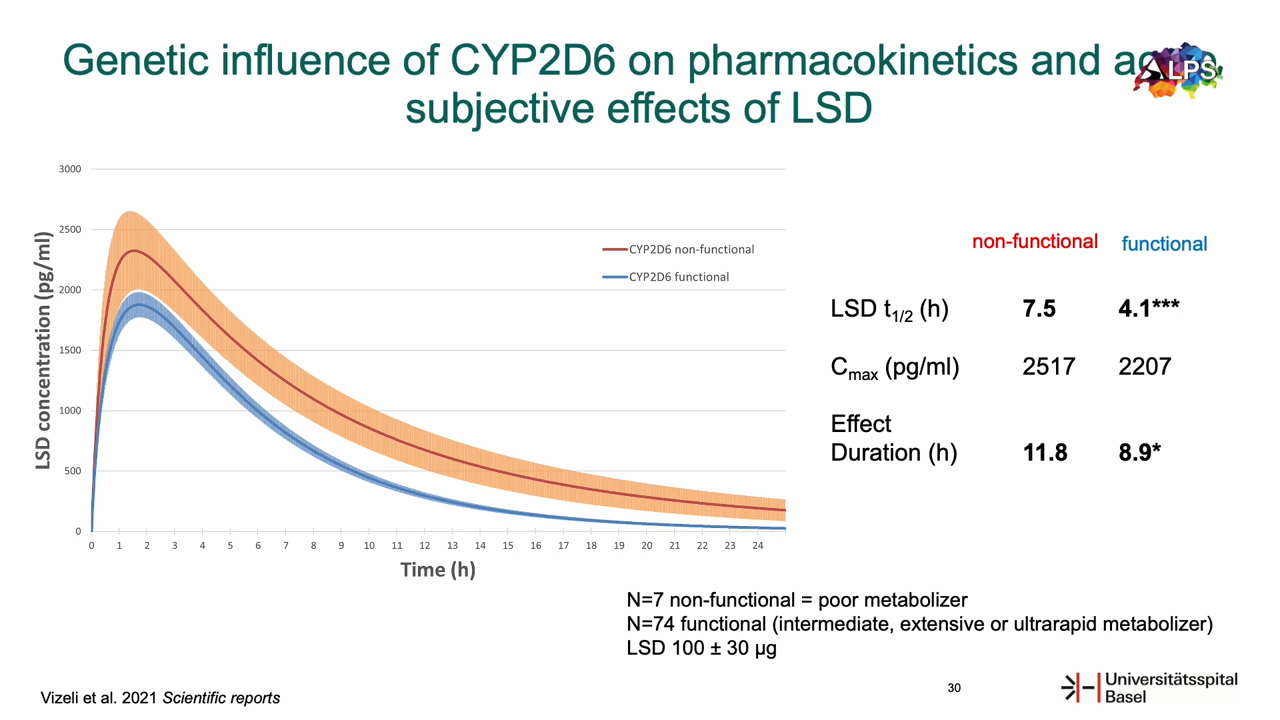 Genetic influence of CYP2D6 on pharmacokinetics and
subjective effects of LSD
ALPS
LSD concentration (pg/ml)
3000
2500
2000
1500
1000
500
0
0 1 2 3 4 5 6 7 8 9 10 11 12 13 14 15 16 17 18 19 20 21 22 23 24
Time (h)
CYP2D6 non-functional
CYP2D6 functional
non-functional functional
LSD t1/2 (h) 7.5 4.1***
Cmax (pg/ml) 2517 2207
Effect
Duration (h) 11.8 8.9*
N=7 non-functional = poor metabolizer
N=74 functional (intermediate, extensive or ultrarapid metabolizer)
LSD 100 ± 30 µg
Vizeli et al. 2021 Scientific reports
30
Universitätsspital
Basel